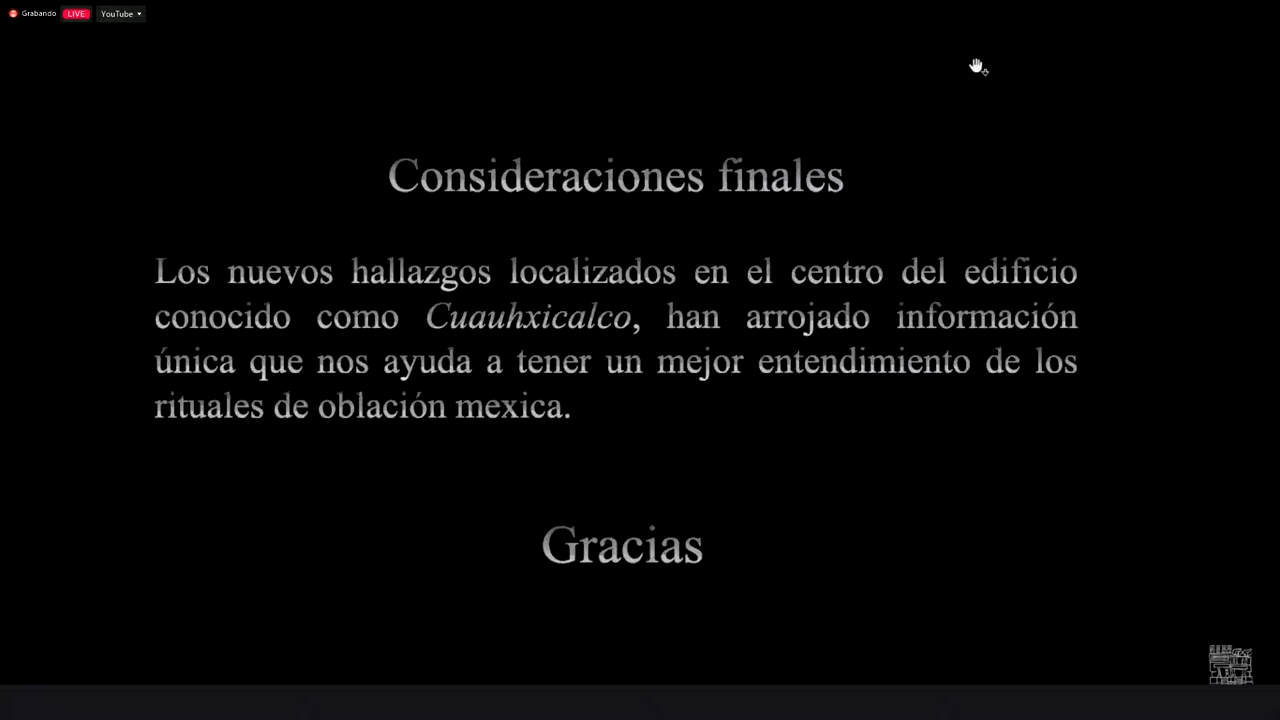 Grabando LIVE YouTube
Consideraciones finales
Los nuevos hallazgos localizados en el centro del edificio
conocido como Cuauhxicalco, han arrojado información
única que nos ayuda a tener un mejor entendimiento de los
rituales de oblación mexica.
Gracias